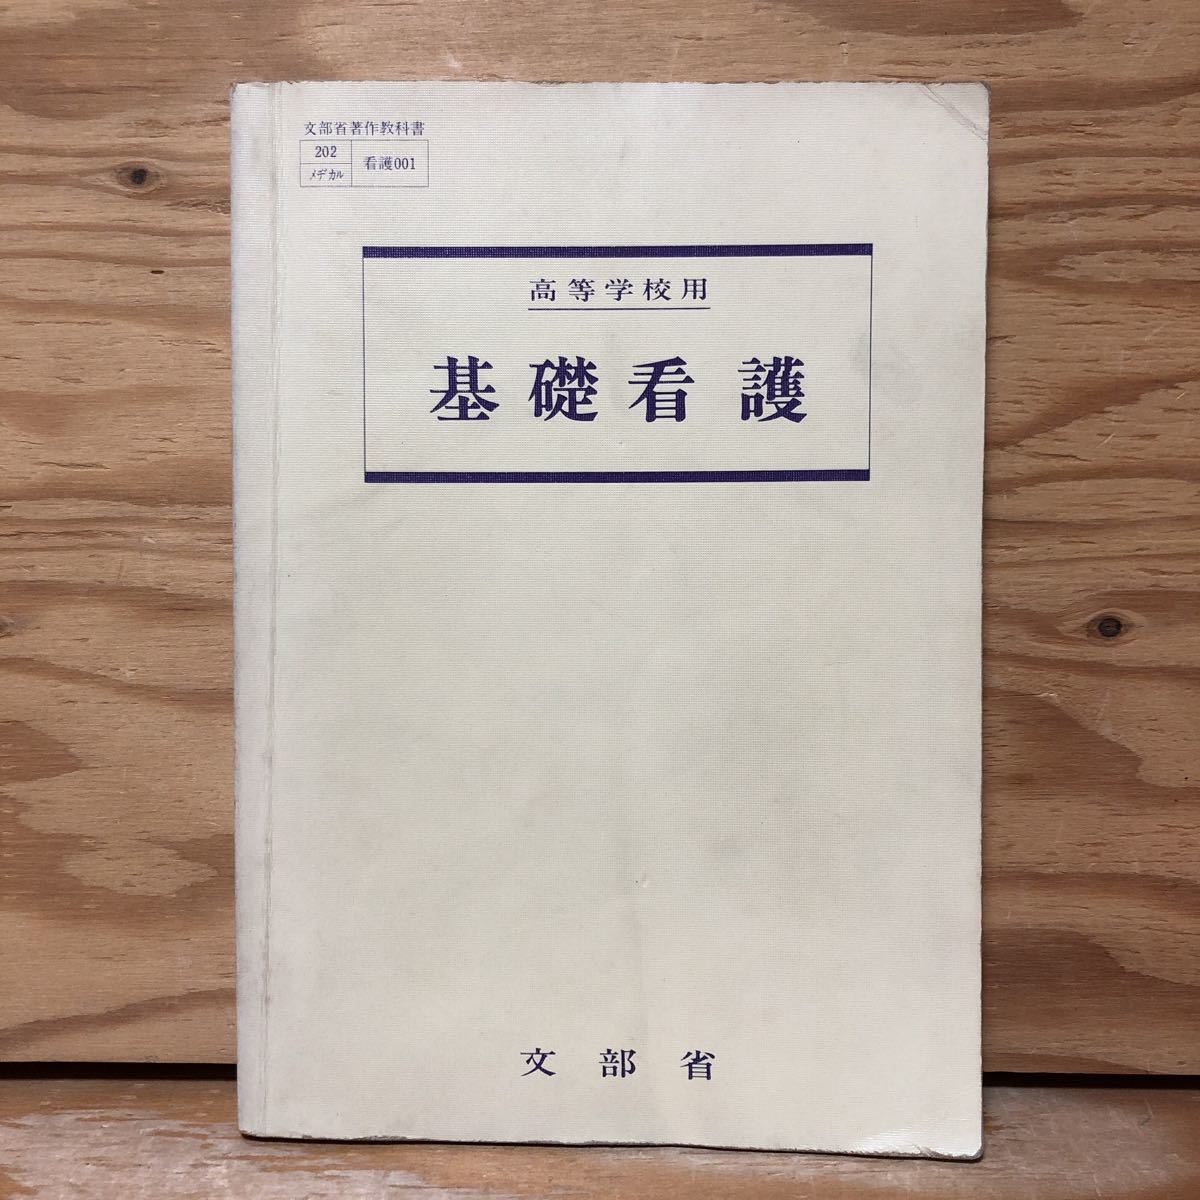 文部省著作教科書
202
メヂカル
看護001
高等学校用
基礎看護
文部省